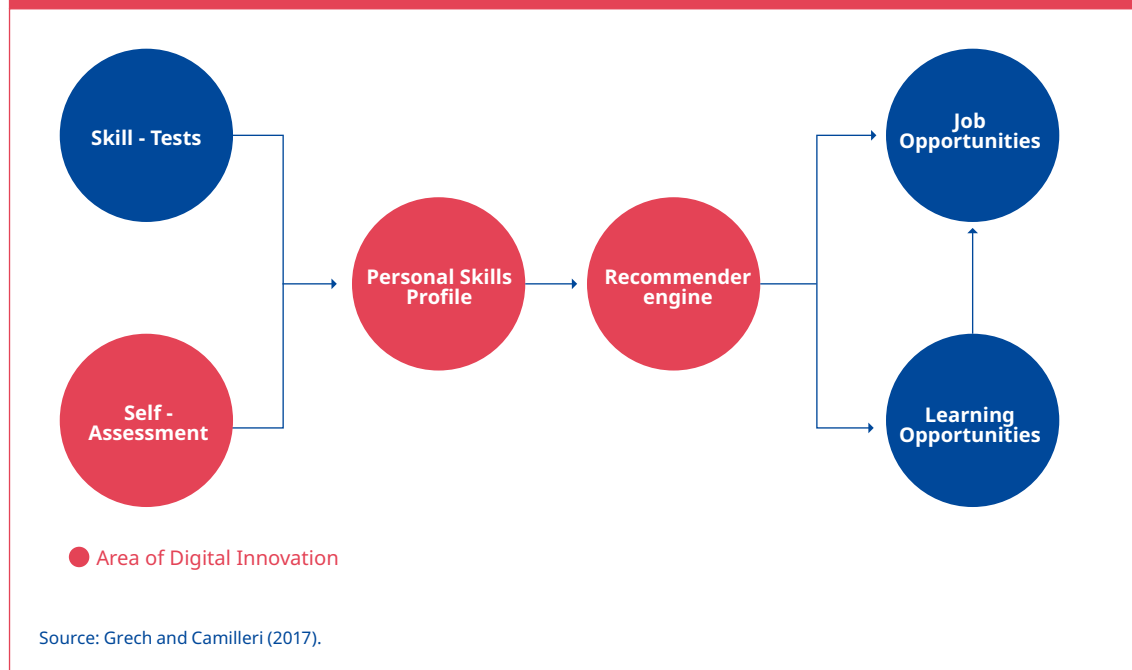 Skill - Tests
Job
Opportunities
Personal Skills
Profile
Recommender
engine
Self -
Assessment
Learning
Opportunities
Area of Digital Innovation
Source: Grech and Camilleri (2017).